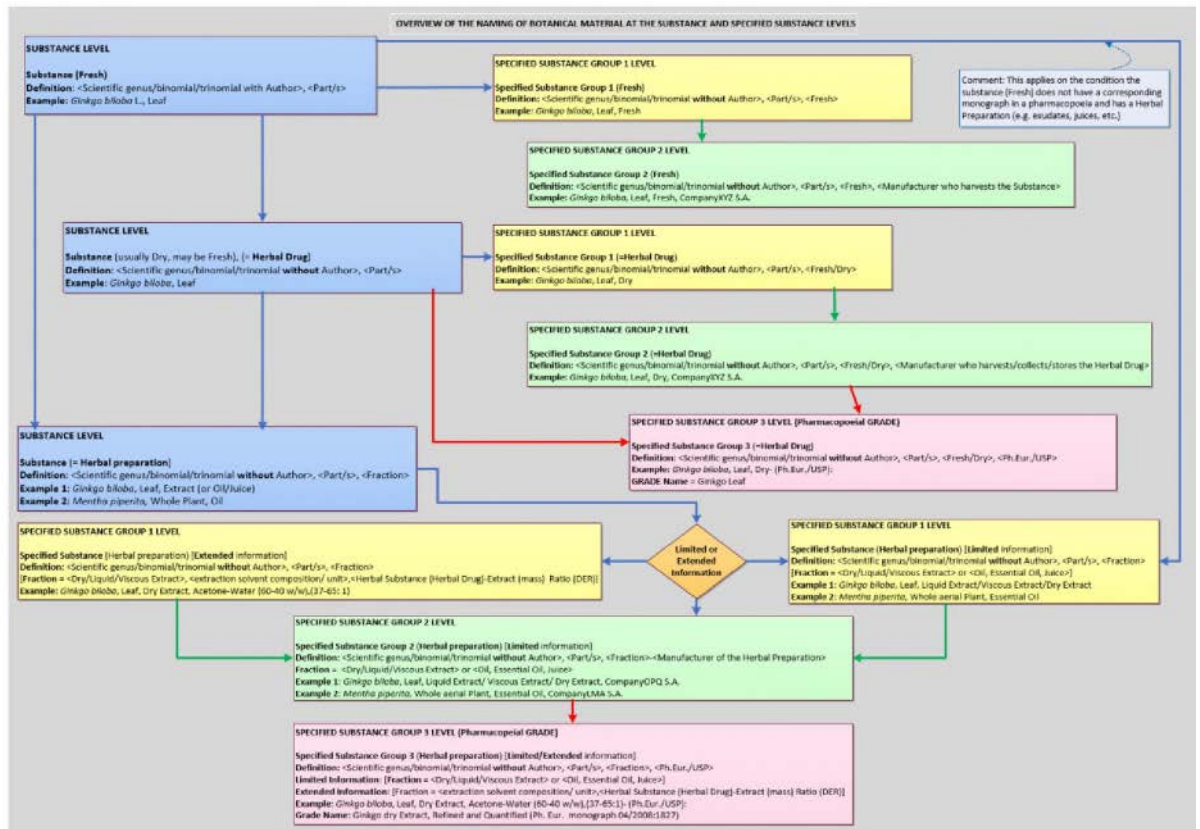 OVERVIEW OF THE NAMING OF BOTANICAL MATERIAL AT THE SUBSTANCE AND SPECIFIED SUBSTANCE LEVELS
SUBSTANCE LEVEL
Substance (Fresh)
Definition: <Scientific genus/binomial/trinomial with Author>, <Part/s>
Example: Ginkgo biloba L., Leaf
SPECIFIED SUBSTANCE GROUP 1 LEVEL
Specified Substance Group 1 (Fresh)
Definition: <Scientific genus/binomial/trinomial without Author>, <Part/s>, <Fresh>
Example: Ginkgo biloba, Leaf, Fresh
Comment: This applies on the condition the
substance (Fresh) does not have a corresponding
monograph in a pharmacopoeia and has a Herbal
Preparation (e.g. exudates, juices, etc.)
SPECIFIED SUBSTANCE GROUP 2 LEVEL
Specified Substance Group 2 (Fresh)
Definition: <Scientific genus/binomial/trinomial without Author>, <Part/s>, <Fresh>, <Manufacturer who harvests the Substance>
Example: Ginkgo biloba, Leaf, Fresh, CompanyXYZ S.A.
SUBSTANCE LEVEL
Substance (usually Dry, may be Fresh), (= Herbal Drug)
Definition: <Scientific genus/binomial/trinomial without Author>, <Part/s>
Example: Ginkgo biloba, Leaf
SPECIFIED SUBSTANCE GROUP 1 LEVEL
Specified Substance Group 1 (=Herbal Drug)
Definition: <Scientific genus/binomial/trinomial without Author>, <Part/s>, <Fresh/Dry>
Example: Ginkgo biloba, Leaf, Dry
SPECIFIED SUBSTANCE GROUP 2 LEVEL
Specified Substance Group 2 (=Herbal Drug)
Definition: <Scientific genus/binomial/trinomial without Author>, <Part/s>, <Fresh/Dry>, <Manufacturer who harvests/collects/stores the Herbal Drug>
Example: Ginkgo biloba, Leaf, Dry, CompanyXYZ S.A.
SPECIFIED SUBSTANCE GROUP 3 LEVEL (Pharmacopoeial GRADE)
Specified Substance Group 3 (=Herbal Drug)
Definition: <Scientific genus/binomial/trinomial without Author>, <Part/s>, <Fresh/Dry>, <Ph.Eur./USP>
Example: Ginkgo biloba, Leaf, Dry- (Ph.Eur./USP):
GRADE Name = Ginkgo Leaf
SUBSTANCE LEVEL
Substance (= Herbal preparation)
Definition: <Scientific genus/binomial/trinomial without Author>, <Part/s>, <Fraction>
Example 1: Ginkgo biloba, Leaf, Extract (or Oil/Juice)
Example 2: Mentha piperita, Whole Plant, Oil
SPECIFIED SUBSTANCE GROUP 1 LEVEL
Specified Substance (Herbal preparation) [Extended information]
Definition: <Scientific genus/binomial/trinomial without Author>, <Part/s>, <Fraction>
[Fraction = <Dry/Liquid/Viscous Extract>, <extraction solvent composition/ unit>,<Herbal Substance (Herbal Drug)-Extract (mass) Ratio (DER)]
Example: Ginkgo biloba, Leaf, Dry Extract, Acetone-Water (60-40 w/w),(37-65: 1)
Limited or
Extended
Information
SPECIFIED SUBSTANCE GROUP 1 LEVEL
Specified Substance (Herbal preparation) [Limited information]
Definition: <Scientific genus/binomial/trinomial without Author>, <Part/s>, <Fraction>
[Fraction = <Dry/Liquid/Viscous Extract> or <Oil, Essential Oil, Juice>]
Example 1: Ginkgo biloba, Leaf, Liquid Extract/Viscous Extract/Dry Extract
Example 2: Mentha piperita, Whole aerial Plant, Essential Oil
SPECIFIED SUBSTANCE GROUP 2 LEVEL
Specified Substance Group 2 (Herbal preparation) [Limited information]
Definition: <Scientific genus/binomial/trinomial without Author>, <Part/s>, <Fraction>-<Manufacturer of the Herbal Preparation>
Fraction = <Dry/Liquid/Viscous Extract> or <Oil, Essential Oil, Juice>
Example 1: Ginkgo biloba, Leaf, Liquid Extract/ Viscous Extract/ Dry Extract, CompanyOPQ S.A.
Example 2: Mentha piperita, Whole aerial Plant, Essential Oil, CompanyLMA S.A.
SPECIFIED SUBSTANCE GROUP 3 LEVEL (Pharmacopeial GRADE)
Specified Substance Group 3 (Herbal preparation) [Limited/Extended information]
Definition: <Scientific genus/binomial/trinomial without Author>, <Part/s>, <Fraction>, <Ph.Eur./USP>
Limited Information: [Fraction = <Dry/Liquid/Viscous Extract> or <Oil, Essential Oil, Juice>]
Extended Information: [Fraction = <extraction solvent composition/ unit>,<Herbal Substance (Herbal Drug)-Extract (mass) Ratio (DER)]
Example: Ginkgo biloba, Leaf, Dry Extract, Acetone-Water (60-40 w/w),(37-65:1)- (Ph.Eur./USP):
Grade Name: Ginkgo dry Extract, Refined and Quantified (Ph. Eur. monograph 04/2008:1827)